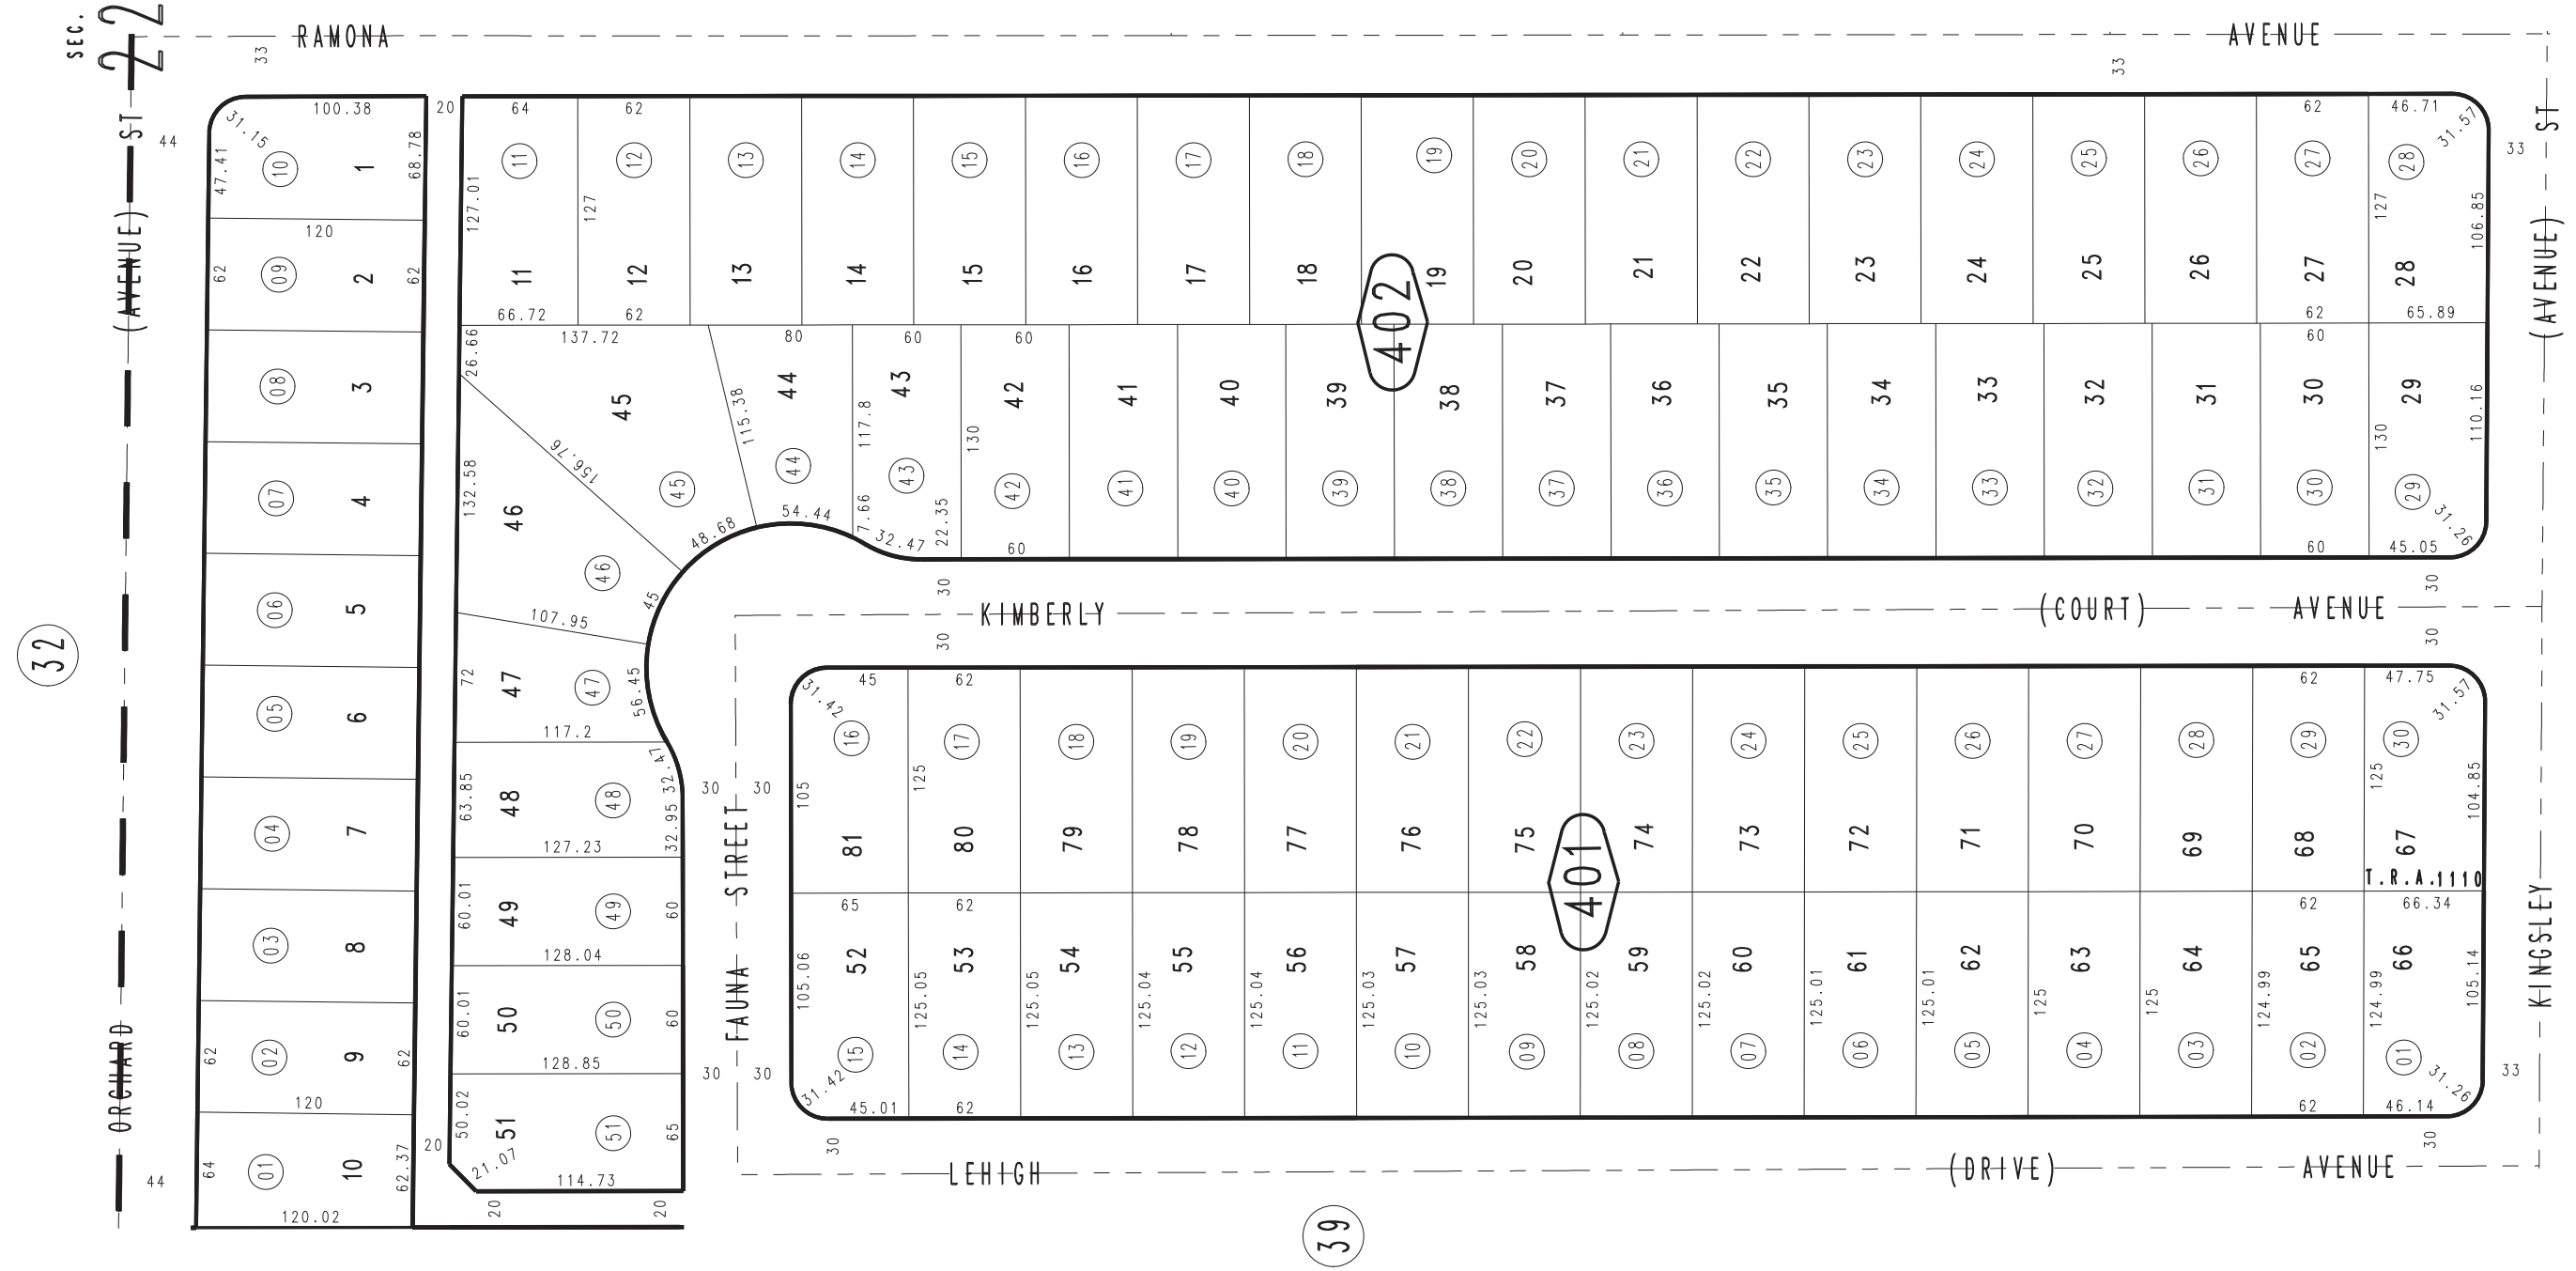 SEC.
22
RAMONA AVENUE
33 33
100.38 20 64 62 62 46.71
31.15 31.57
44 ST 33 ST
47.41 10 1 68.78
11 12 13 14 15 16 17 18 19 20 21 22 23 24 25 26 27 28
127.01 127 127 106.85
(AVENUE) (AVENUE)
120
62 09 2 62
11 12 13 14 15 16 17 18 19 20 21 22 23 24 25 26 27 28
402
66.72 62 62 65.89
26.66 137.72 80 60 60 60
08 3
45 44 43 42 41 40 39 38 37 36 35 34 33 32 31 30 29
156.76 115.38 117.8 130 130 110.16
132.58
07 4
46 45 44 43 42 41 40 39 38 37 36 35 34 33 32 31 30 29
48.68 54.44 7.66 32.47 22.35 60 60 45.05 31.26
46
06 5
45 30 30
107.95
KIMBERLY (COURT) AVENUE
30 30
32
05 6
72 47 47 56.45
117.2
31.42 45 62 62 47.75 31.57
16 17 18 19 20 21 22 23 24 25 26 27 28 29 30
32.47
63.85 48 48 32.95 30 30 105 125 125 104.85
127.23
04 7
81 80 79 78 77 76 75 74 73 72 71 70 69 68 67
401
T.R.A.1110
FAUNA STREET
KINGSLEY
65 62 62 66.34
03 8
60.01 49 49 60
128.04
52 53 54 55 56 57 58 59 60 61 62 63 64 65 66
105.06 125.05 125.05 125.04 125.04 125.03 125.03 125.02 125.02 125.01 125.01 125 125 124.99 124.99 105.14
60.01 50 50 60
128.85
62 02 9 62
15 14 13 12 11 10 09 08 07 06 05 04 03 02 01
30 30 33
31.42 45.01 62 62 46.14 31.26
ORCHARD
120
50.02 51 51 65
20 21.07
114.73
30 30
LEHIGH (DRIVE) AVENUE
44 64 01 10 62.37
120.02
20 20
39